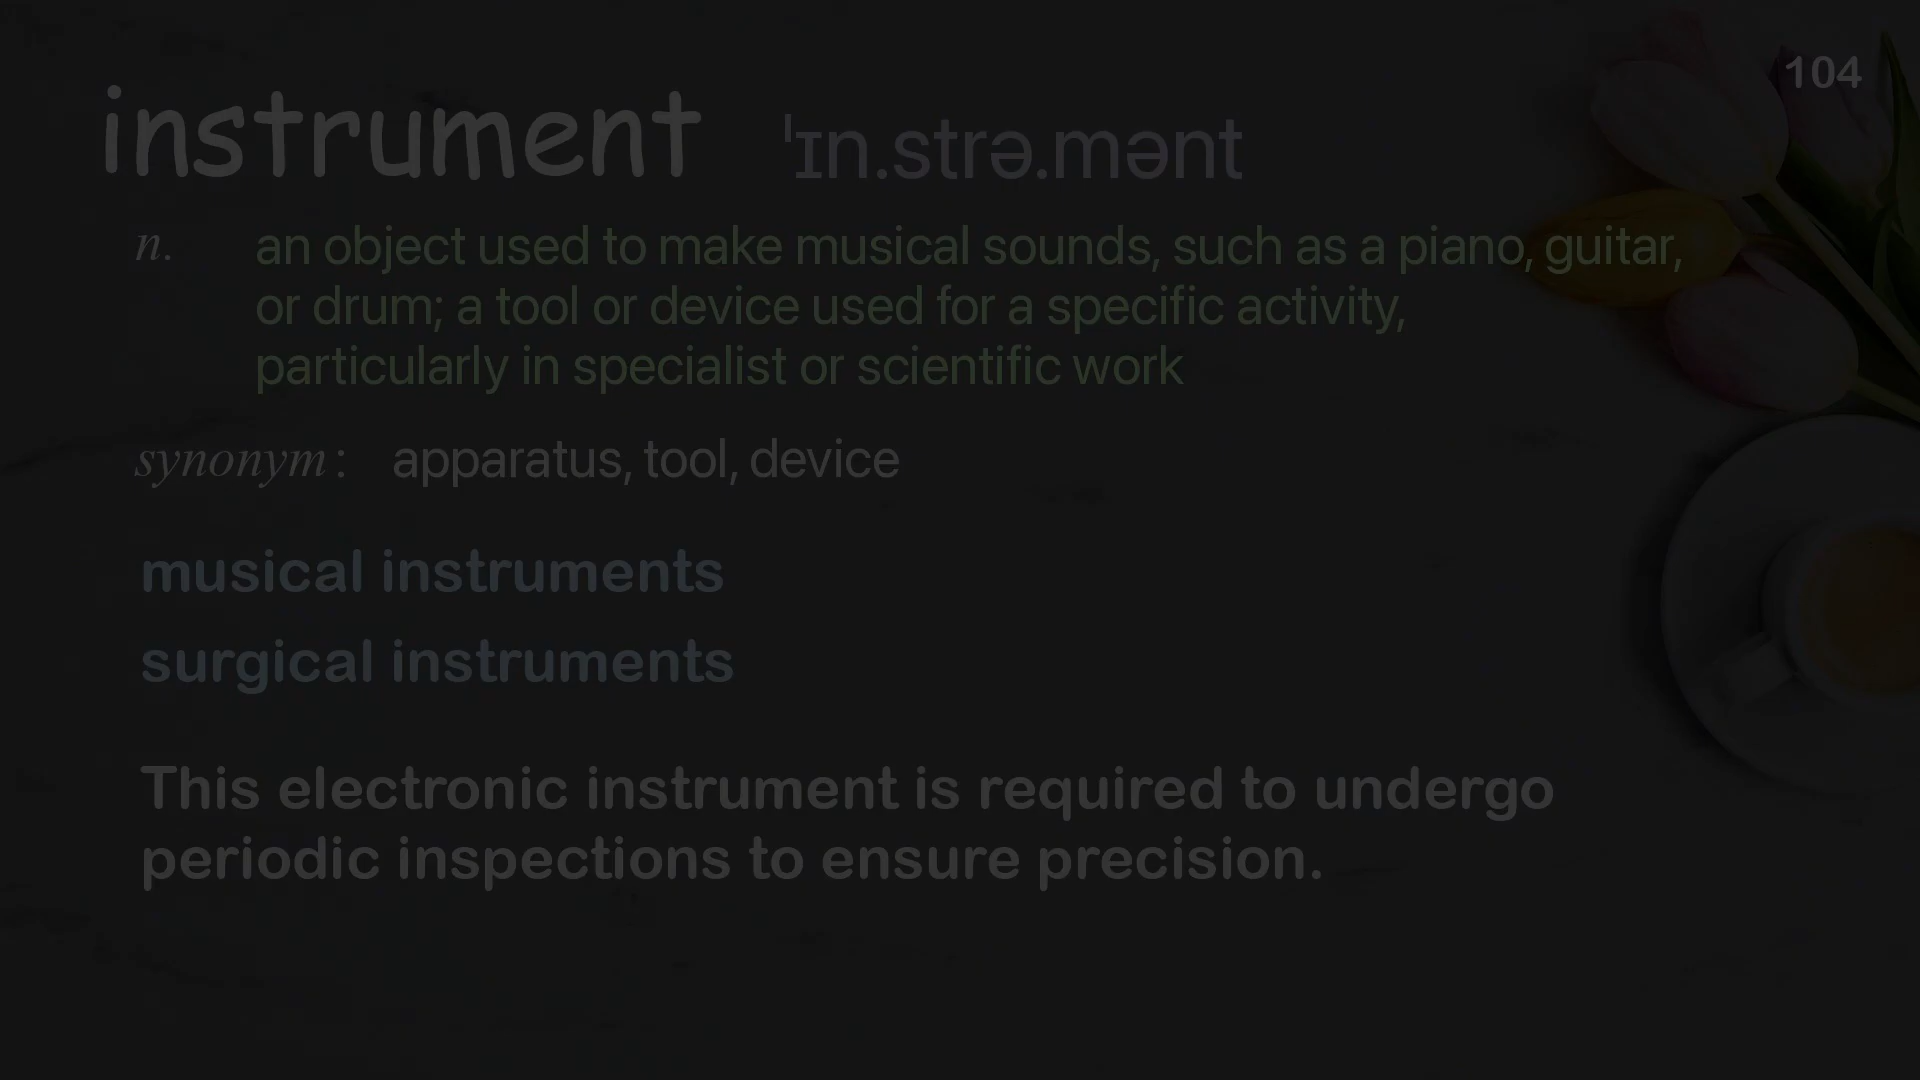 104
instrument ˈɪn.strə.mənt
n. an object used to make musical sounds, such as a piano, guitar,
or drum; a tool or device used for a specific activity,
particularly in specialist or scientific work
synonym: apparatus, tool, device
musical instruments
surgical instruments
This electronic instrument is required to undergo
periodic inspections to ensure precision.